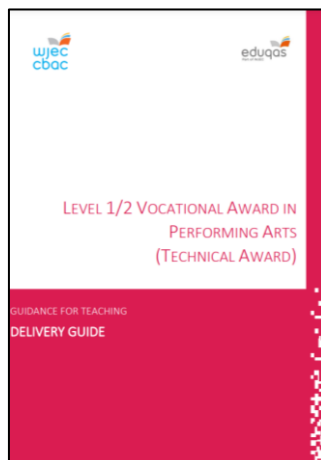 wjec
cbac
eduqas
LEVEL 1/2 VOCATIONAL AWARD IN
PERFORMING ARTS
(TECHNICAL AWARD)
GUIDANCE FOR TEACHING
DELIVERY GUIDE